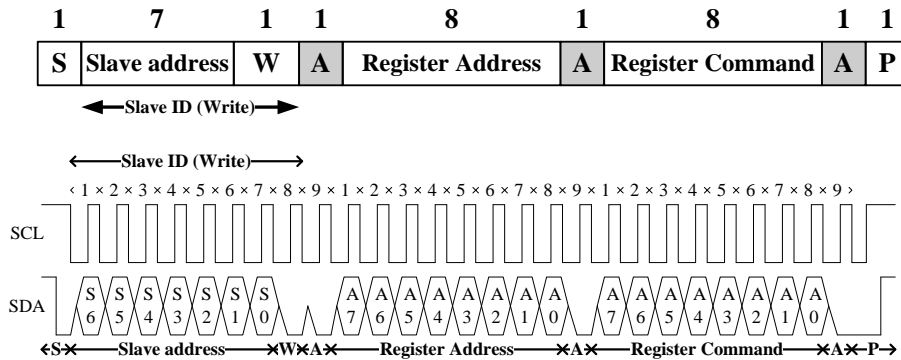 1 7 1 1 8 1 8 1 1
S Slave address W A Register Address A Register Command A P
Slave ID (Write)
Slave ID (Write)
1 × 2 × 3 × 4 × 5 × 6 × 7 × 8 × 9 × 1 × 2 × 3 × 4 × 5 × 6 × 7 × 8 × 9 × 1 × 2 × 3 × 4 × 5 × 6 × 7 × 8 × 9
SCL
SDA S6 S5 S4 S3 S2 S1 S0 A7 A6 A5 A4 A3 A2 A1 A0 A7 A6 A5 A4 A3 A2 A1 A0
S Slave address W A Register Address A Register Command A P